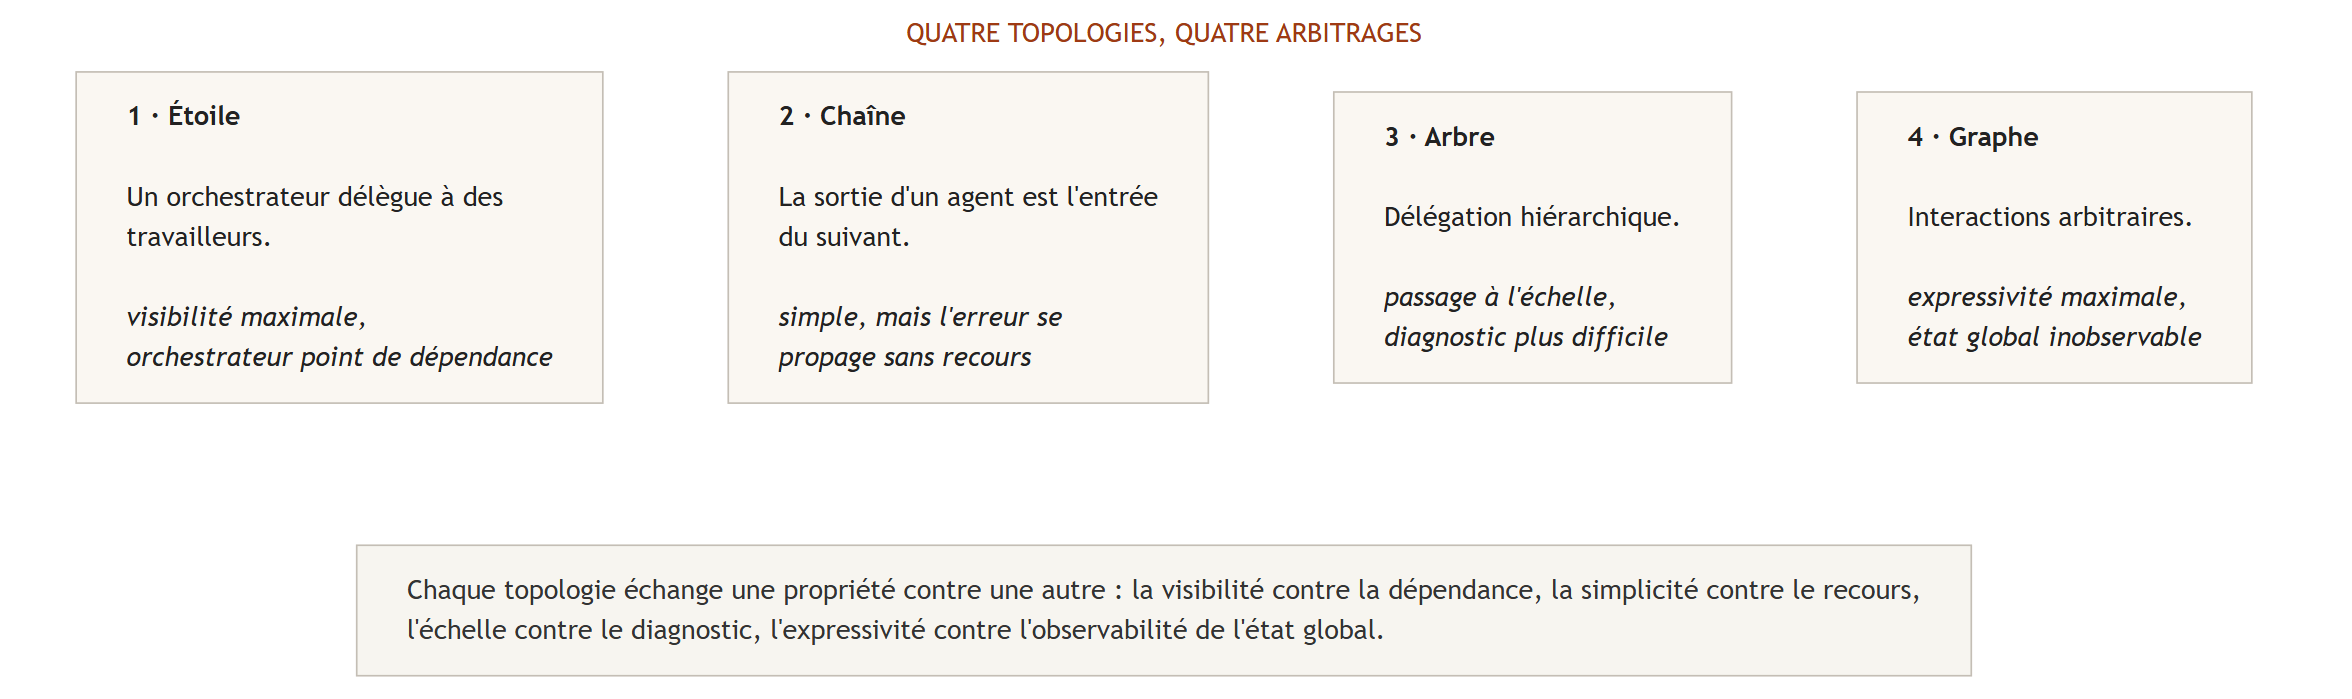 QUATRE TOPOLOGIES, QUATRE ARBITRAGES
1 · Étoile
Un orchestrateur délègue à des
travailleurs.
visibilité maximale,
orchestrateur point de dépendance
2 · Chaîne
La sortie d'un agent est l'entrée
du suivant.
simple, mais l'erreur se
propage sans recours
3 · Arbre
Délégation hiérarchique.
passage à l'échelle,
diagnostic plus difficile
4 · Graphe
Interactions arbitraires.
expressivité maximale,
état global inobservable
Chaque topologie échange une propriété contre une autre : la visibilité contre la dépendance, la simplicité contre le recours,
l'échelle contre le diagnostic, l'expressivité contre l'observabilité de l'état global.